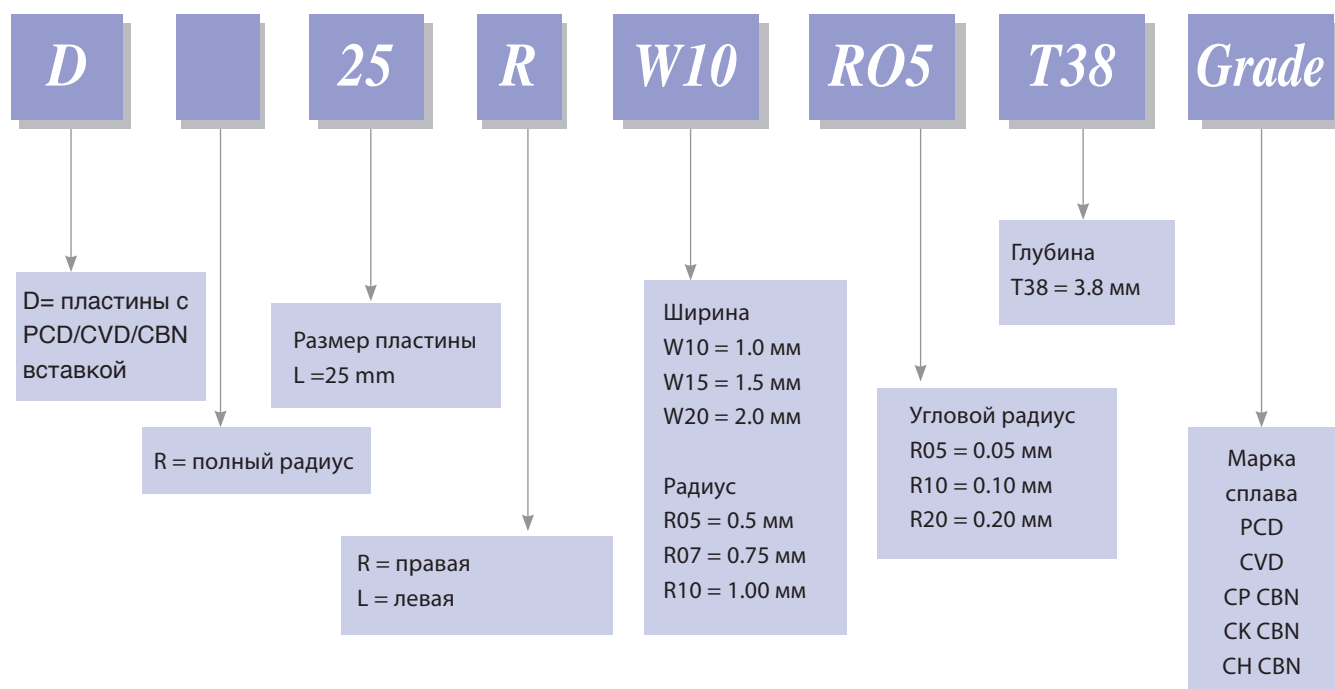 D 25 R W10 RO5 T38 Grade
D= пластины с
PCD/CVD/CBN
вставкой
R = полный радиус
Размер пластины
L =25 mm
R = правая
L = левая
Ширина
W10 = 1.0 мм
W15 = 1.5 мм
W20 = 2.0 мм
Радиус
R05 = 0.5 мм
R07 = 0.75 мм
R10 = 1.00 мм
Угловой радиус
R05 = 0.05 мм
R10 = 0.10 мм
R20 = 0.20 мм
Глубина
T38 = 3.8 мм
Марка
сплава
PCD
CVD
CP CBN
CK CBN
CH CBN